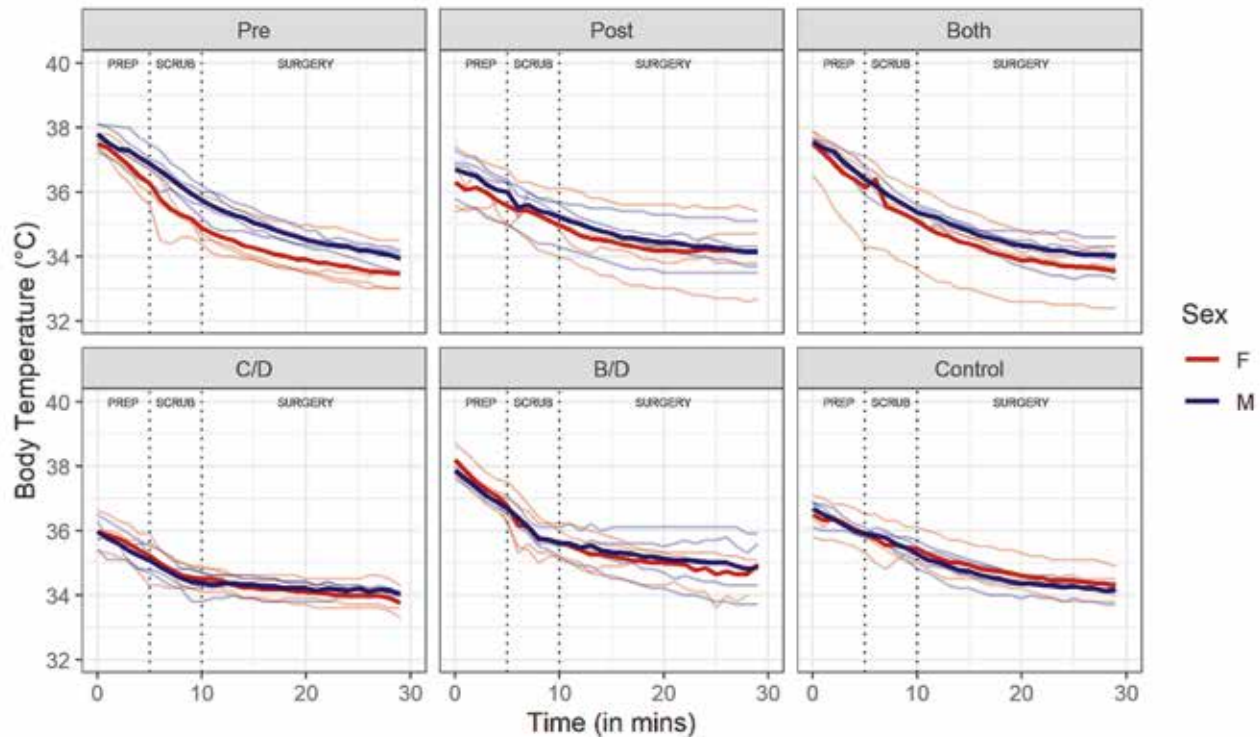 Pre Post Both
40 PREP SCRUB SURGERY PREP SCRUB SURGERY PREP SCRUB SURGERY
38
36
34
32
C/D B/D Control
40 PREP SCRUB SURGERY PREP SCRUB SURGERY PREP SCRUB SURGERY
38
36
34
32
0 10 20 30 0 10 20 30 0 10 20 30
Time (in mins)
Body Temperature (°C)
Sex
F
M